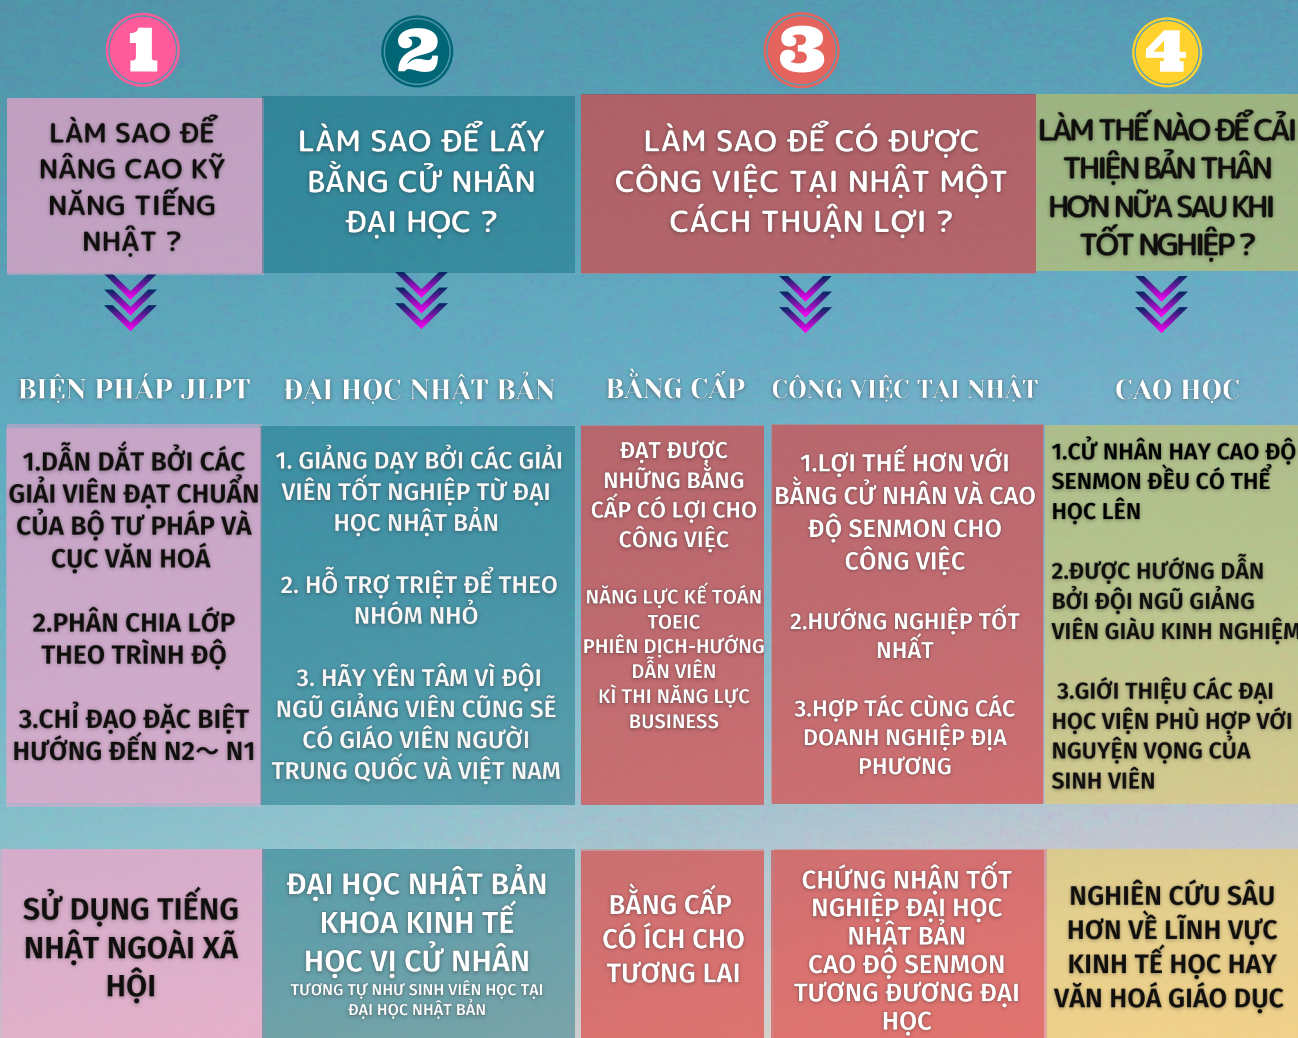 1
LÀM SAO ĐỂ
NÂNG CAO KỸ
NĂNG TIẾNG
NHẬT ?
2
LÀM SAO ĐỂ LẤY
BẰNG CỬ NHÂN
ĐẠI HỌC ?
3
LÀM SAO ĐỂ CÓ ĐƯỢC
CÔNG VIỆC TẠI NHẬT MỘT
CÁCH THUẬN LỢI ?
4
LÀM THẾ NÀO ĐỂ CẢI
THIỆN BẢN THÂN
HƠN NỮA SAU KHI
TỐT NGHIỆP ?
BIỆN PHÁP JLPT
1.DẪN DẮT BỞI CÁC
GIẢI VIÊN ĐẠT CHUẨN
CỦA BỘ TƯ PHÁP VÀ
CỤC VĂN HOÁ
2.PHÂN CHIA LỚP
THEO TRÌNH ĐỘ
3.CHỈ ĐẠO ĐẶC BIỆT
HƯỚNG ĐẾN N2～ N1
ĐẠI HỌC NHẬT BẢN
1. GIẢNG DẠY BỞI CÁC GIẢI
VIÊN TỐT NGHIỆP TỪ ĐẠI
HỌC NHẬT BẢN
2. HỖ TRỢ TRIỆT ĐỂ THEO
NHÓM NHỎ
3. HÃY YÊN TÂM VÌ ĐỘI
NGŨ GIẢNG VIÊN CŨNG SẼ
CÓ GIÁO VIÊN NGƯỜI
TRUNG QUỐC VÀ VIỆT NAM
BẰNG CẤP
ĐẠT ĐƯỢC
NHỮNG BẰNG
CẤP CÓ LỢI CHO
CÔNG VIỆC
NĂNG LỰC KẾ TOÁN
TOEIC
PHIÊN DỊCH-HƯỚNG
DẪN VIÊN
KÌ THI NĂNG LỰC
BUSINESS
CÔNG VIỆC TẠI NHẬT
1.LỢI THẾ HƠN VỚI
BẰNG CỬ NHÂN VÀ CAO
ĐỘ SENMON CHO
CÔNG VIỆC
2.HƯỚNG NGHIỆP TỐT
NHẤT
3.HỢP TÁC CÙNG CÁC
DOANH NGHIỆP ĐỊA
PHƯƠNG
CAO HỌC
1.CỬ NHÂN HAY CAO ĐỘ
SENMON ĐỀU CÓ THỂ
HỌC LÊN
2.ĐƯỢC HƯỚNG DẪN
BỞI ĐỘI NGŨ GIẢNG
VIÊN GIÀU KINH NGHIỆM
3.GIỚI THIỆU CÁC ĐẠI
HỌC VIỆN PHÙ HỢP VỚI
NGUYỆN VỌNG CỦA
SINH VIÊN
SỬ DỤNG TIẾNG
NHẬT NGOÀI XÃ
HỘI
ĐẠI HỌC NHẬT BẢN
KHOA KINH TẾ
HỌC VỊ CỬ NHÂN
TƯƠNG TỰ NHƯ SINH VIÊN HỌC TẠI
ĐẠI HỌC NHẬT BẢN
BẰNG CẤP
CÓ ÍCH CHO
TƯƠNG LAI
CHỨNG NHẬN TỐT
NGHIỆP ĐẠI HỌC
NHẬT BẢN
CAO ĐỘ SENMON
TƯƠNG ĐƯƠNG ĐẠI
HỌC
NGHIÊN CỨU SÂU
HƠN VỀ LĨNH VỰC
KINH TẾ HỌC HAY
VĂN HOÁ GIÁO DỤC